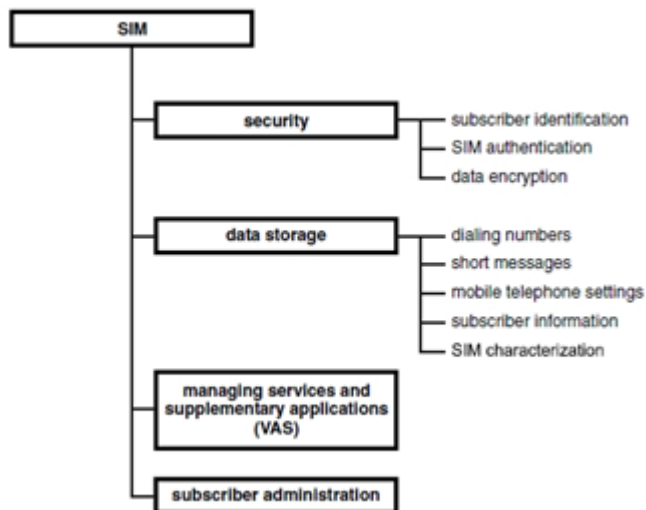 SIM
security
subscriber identification
SIM authentication
data encryption
data storage
dialing numbers
short messages
mobile telephone settings
subscriber information
SIM characterization
managing services and
supplementary applications
(VAS)
subscriber administration